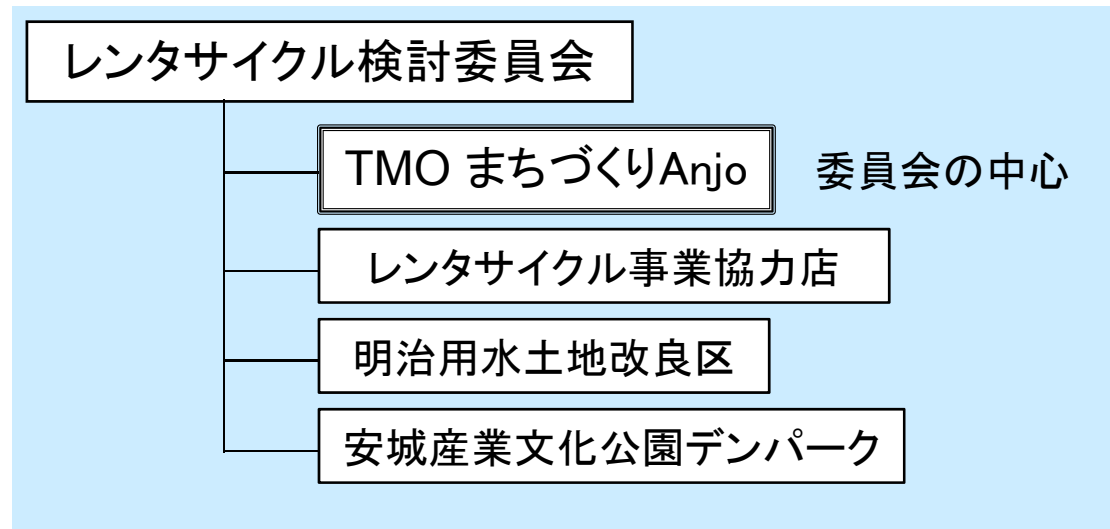 レンタサイクル検討委員会
TMO まちづくりAnjo 委員会の中心
レンタサイクル事業協力店
明治用水土地改良区
安城産業文化公園デンパーク